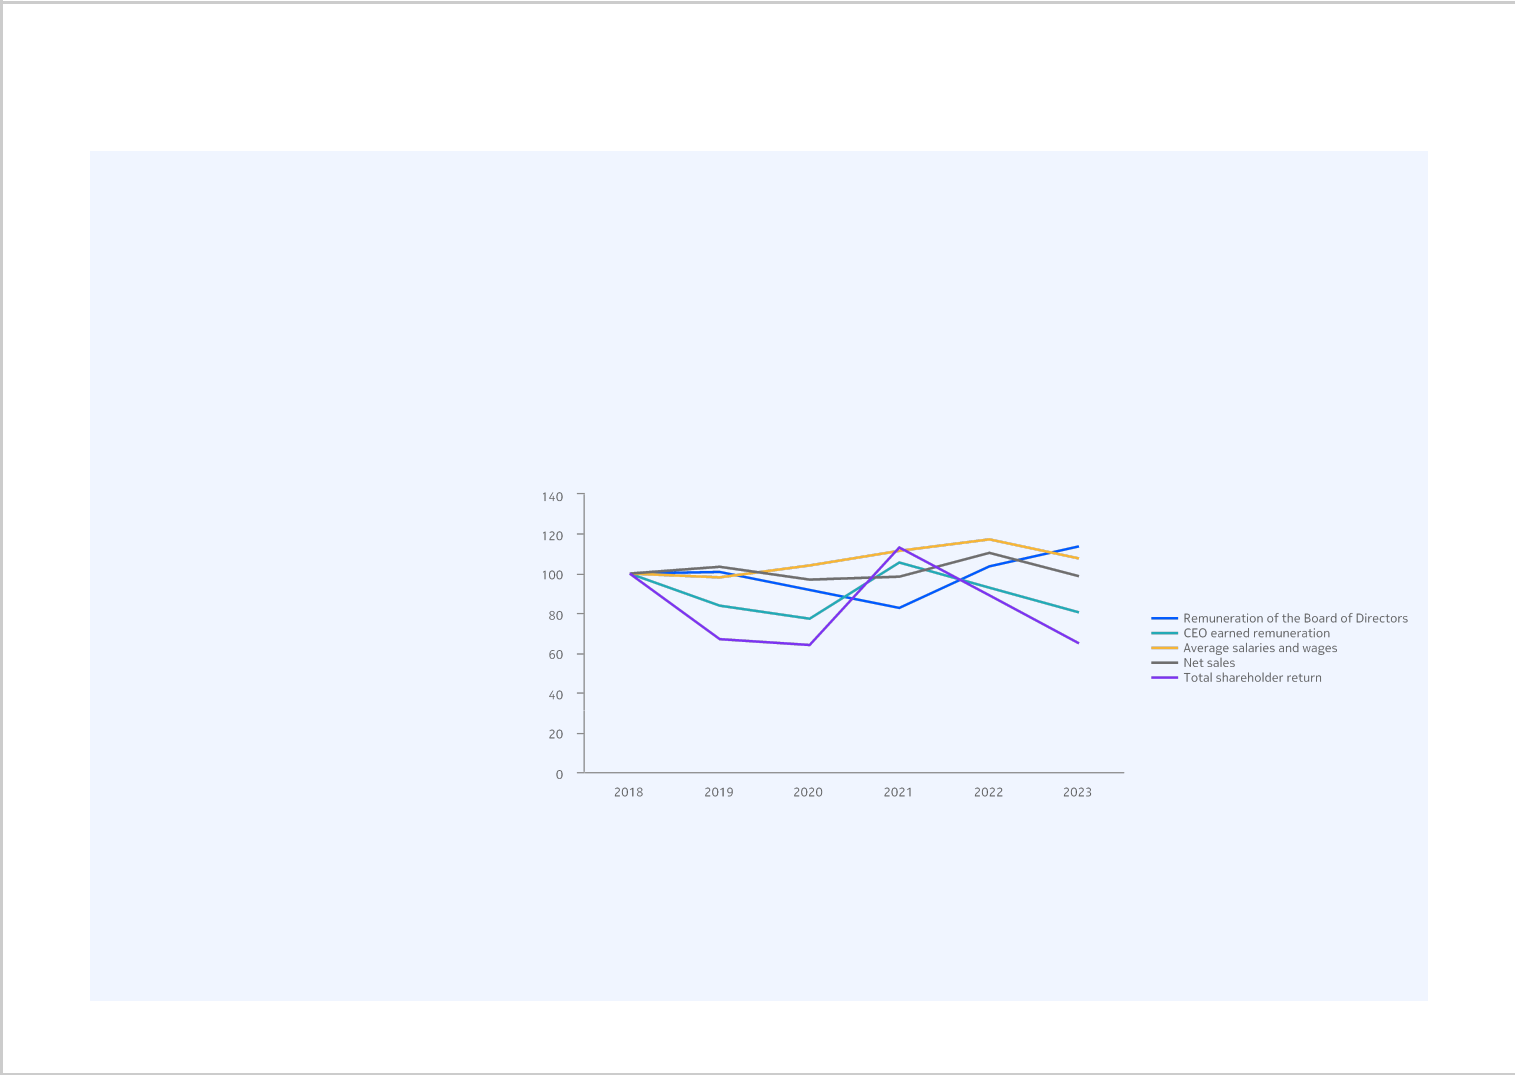 140
120
100
80
60
40
20
0
2018 2019 2020 2021 2022 2023
Remuneration of the Board of Directors
CEO earned remuneration
Average salaries and wages
Net sales
Total shareholder return